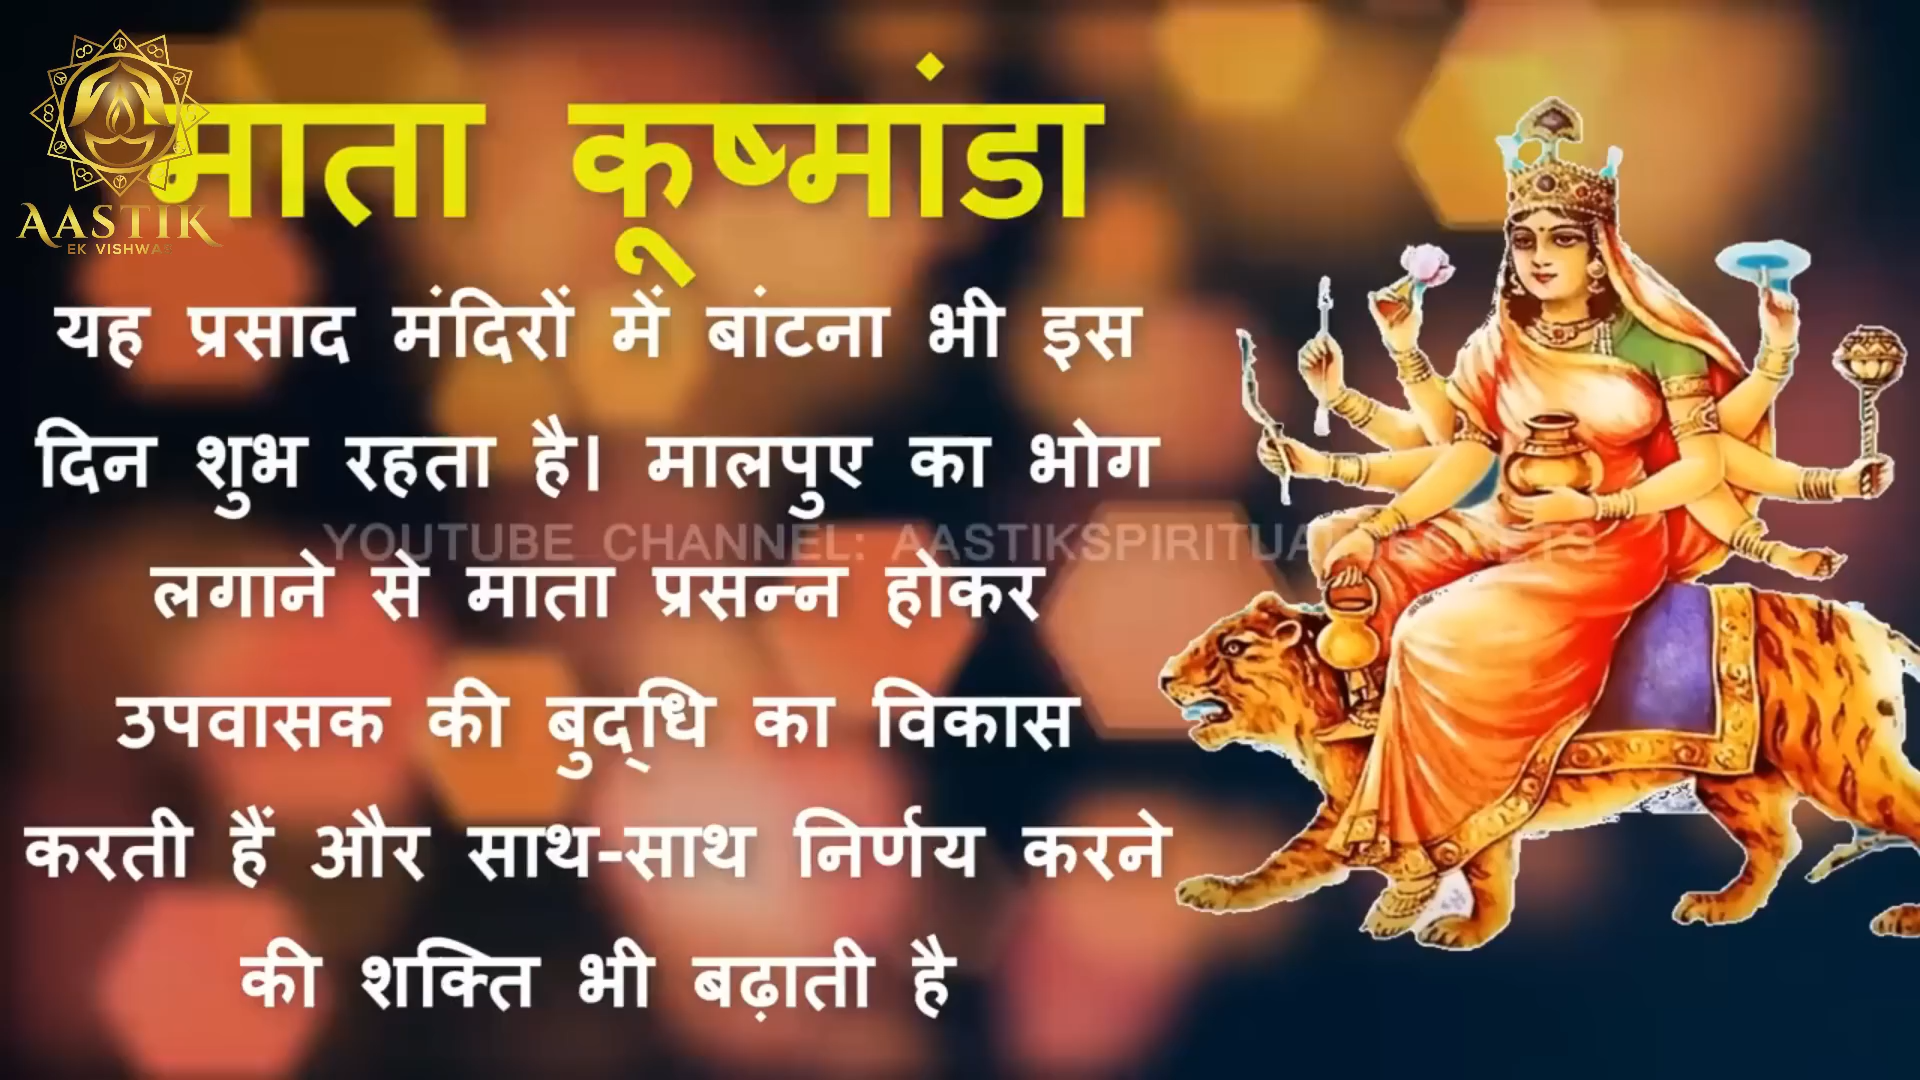 AASTIK
EK VISHWAS
माता कूष्मांडा
यह प्रसाद मंदिरों में बांटना भी इस
दिन शुभ रहता है। मालपुए का भोग
YOUTUBE CHANNEL: AASTIKSPIRITUALSECRETS
लगाने से माता प्रसन्न होकर
उपवासक की बुद्‌धि का विकास
करती हैं और साथ-साथ निर्णय करने
की शक्ति भी बढ़ाती है